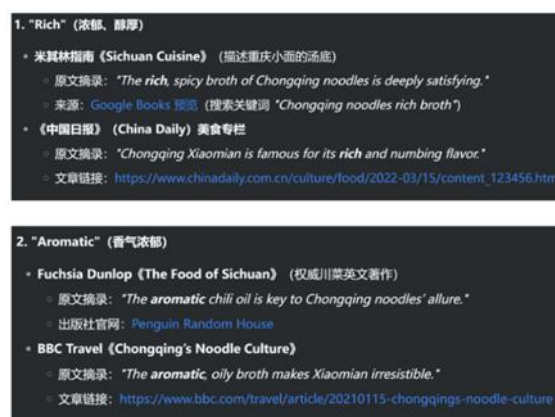 1. "Rich"（浓郁、醇厚）
米其林指南《Sichuan Cuisine》（描述重庆小面的汤底）
原文摘录："The rich, spicy broth of Chongqing noodles is deeply satisfying."
来源：Google Books 预览（搜索关键词 "Chongqing noodles rich broth"）
《中国日报》（China Daily）美食专栏
原文摘录："Chongqing Xiaomian is famous for its rich and numbing flavor."
文章链接：https://www.chinadaily.com.cn/culture/food/2022-03/15/content_123456.htm
2. "Aromatic"（香气浓郁）
Fuchsia Dunlop《The Food of Sichuan》（权威川菜英文著作）
原文摘录："The aromatic chili oil is key to Chongqing noodles' allure."
出版社官网：Penguin Random House
BBC Travel《Chongqing's Noodle Culture》
原文摘录："The aromatic, oily broth makes Xiaomian irresistible."
文章链接：https://www.bbc.com/travel/article/20210115-chongqings-noodle-culture